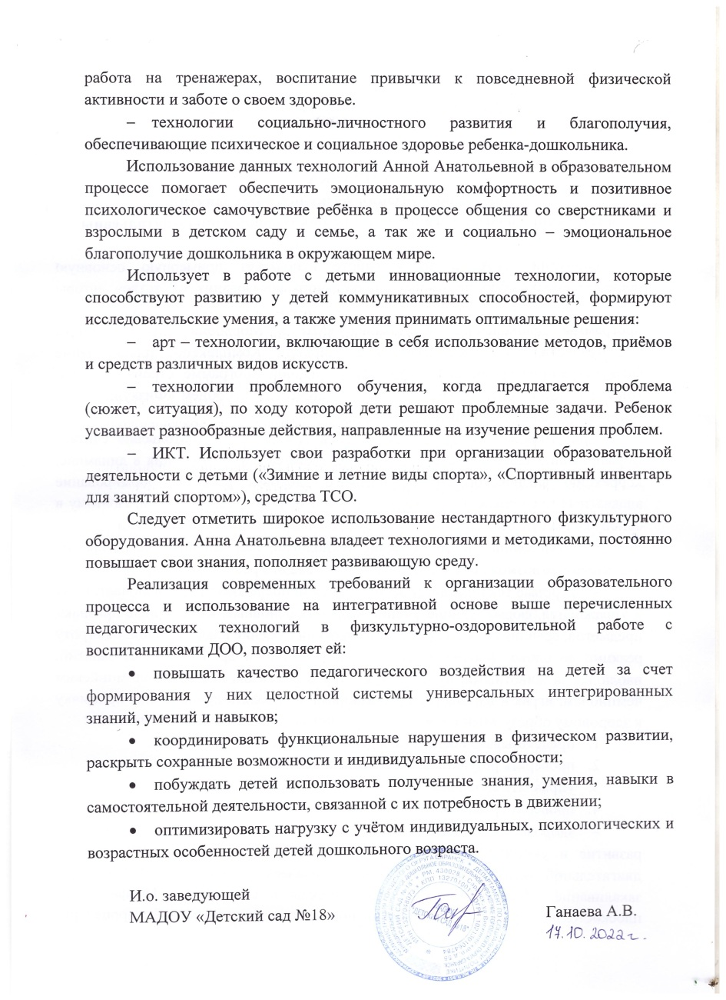 работа на тренажерах, воспитание привычки к повседневной физической
активности и заботе о своем здоровье.
– технологии социально-личностного развития и благополучия,
обеспечивающие психическое и социальное здоровье ребенка-дошкольника.
Использование данных технологий Анной Анатольевной в образовательном
процессе помогает обеспечить эмоциональную комфортность и позитивное
психологическое самочувствие ребёнка в процессе общения со сверстниками и
взрослыми в детском саду и семье, а так же и социально – эмоциональное
благополучие дошкольника в окружающем мире.
Использует в работе с детьми инновационные технологии, которые
способствуют развитию у детей коммуникативных способностей, формируют
исследовательские умения, а также умения принимать оптимальные решения:
– арт – технологии, включающие в себя использование методов, приёмов
и средств различных видов искусств.
– технологии проблемного обучения, когда предлагается проблема
(сюжет, ситуация), по ходу которой дети решают проблемные задачи. Ребенок
усваивает разнообразные действия, направленные на изучение решения проблем.
– ИКТ. Использует свои разработки при организации образовательной
деятельности с детьми («Зимние и летние виды спорта», «Спортивный инвентарь
для занятий спортом»), средства ТСО.
Следует отметить широкое использование нестандартного физкультурного
оборудования. Анна Анатольевна владеет технологиями и методиками, постоянно
повышает свои знания, пополняет развивающую среду.
Реализация современных требований к организации образовательного
процесса и использование на интегративной основе выше перечисленных
педагогических технологий в физкультурно-оздоровительной работе с
воспитанниками ДОО, позволяет ей:
• повышать качество педагогического воздействия на детей за счет
формирования у них целостной системы универсальных интегрированных
знаний, умений и навыков;
• координировать функциональные нарушения в физическом развитии,
раскрыть сохранные возможности и индивидуальные способности;
• побуждать детей использовать полученные знания, умения, навыки в
самостоятельной деятельности, связанной с их потребность в движении;
• оптимизировать нагрузку с учётом индивидуальных, психологических и
возрастных особенностей детей дошкольного возраста.
И.о. заведующей
МАДОУ «Детский сад №18»
Ганаева А.В.
17.10.2022 г.